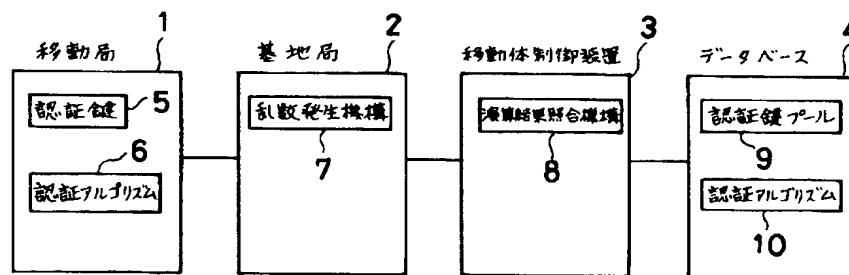 移動局
1
認証鍵
5
6
認証アルゴリズム
基地局
2
乱数発生機構
7
移動体制御装置
3
演算結果照合機構
8
データベース
4
認証鍵プール
9
認証アルゴリズム
10